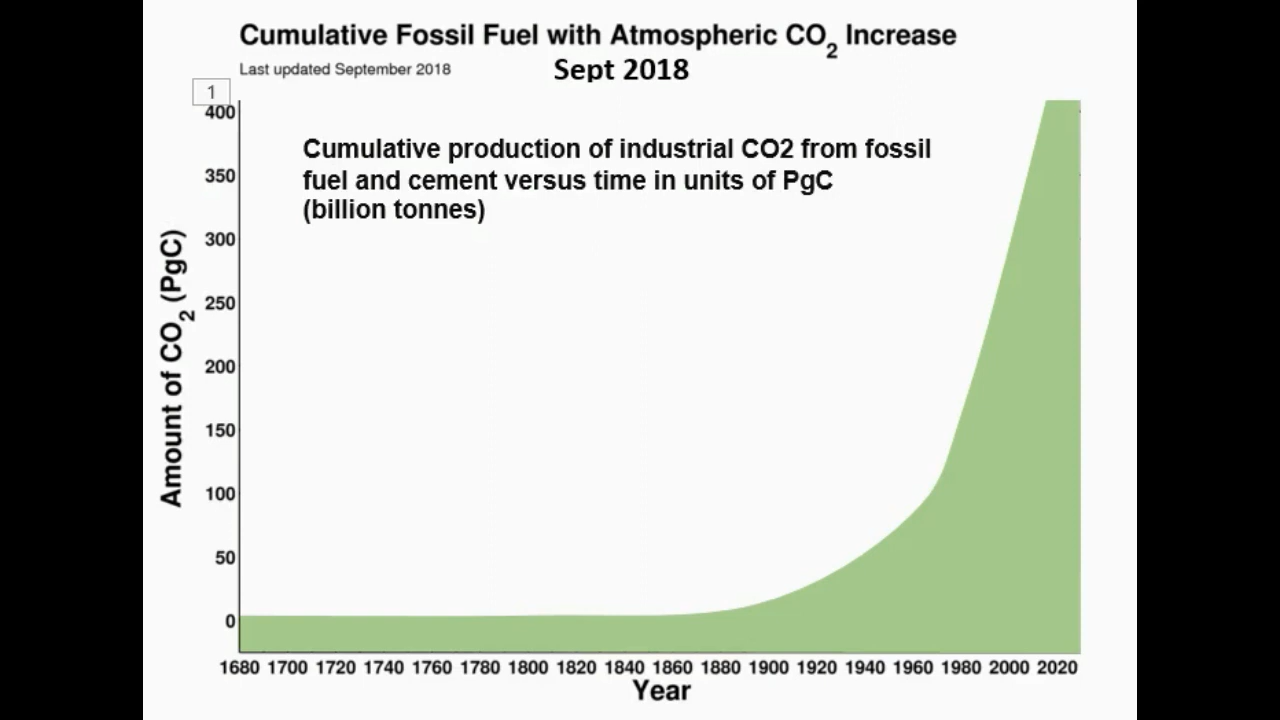 Cumulative Fossil Fuel with Atmospheric CO2 Increase
Last updated September 2018
Sept 2018
1
400
Cumulative production of industrial CO2 from fossil
fuel and cement versus time in units of PgC
(billion tonnes)
350
300
250
200
150
100
50
0
Amount of CO2 (PgC)
1680 1700 1720 1740 1760 1780 1800 1820 1840 1860 1880 1900 1920 1940 1960 1980 2000 2020
Year